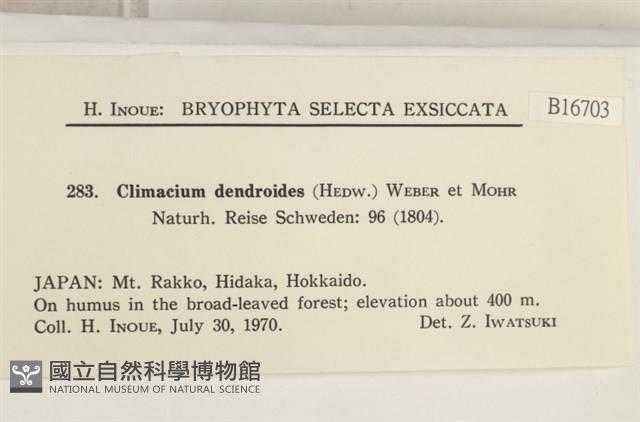 H. INOUE: BRYOPHYTA SELECTA EXSICCATA
B16703
283. Climacium dendroides (HEDW.) WEBER et MOHR
Naturh. Reise Schweden: 96 (1804).
JAPAN: Mt. Rakko, Hidaka, Hokkaido.
On humus in the broad-leaved forest; elevation about 400 m.
Coll. H. INOUE, July 30, 1970. Det. Z. IWATSUKI
國立自然科學博物館
NATIONAL MUSEUM OF NATURAL SCIENCE